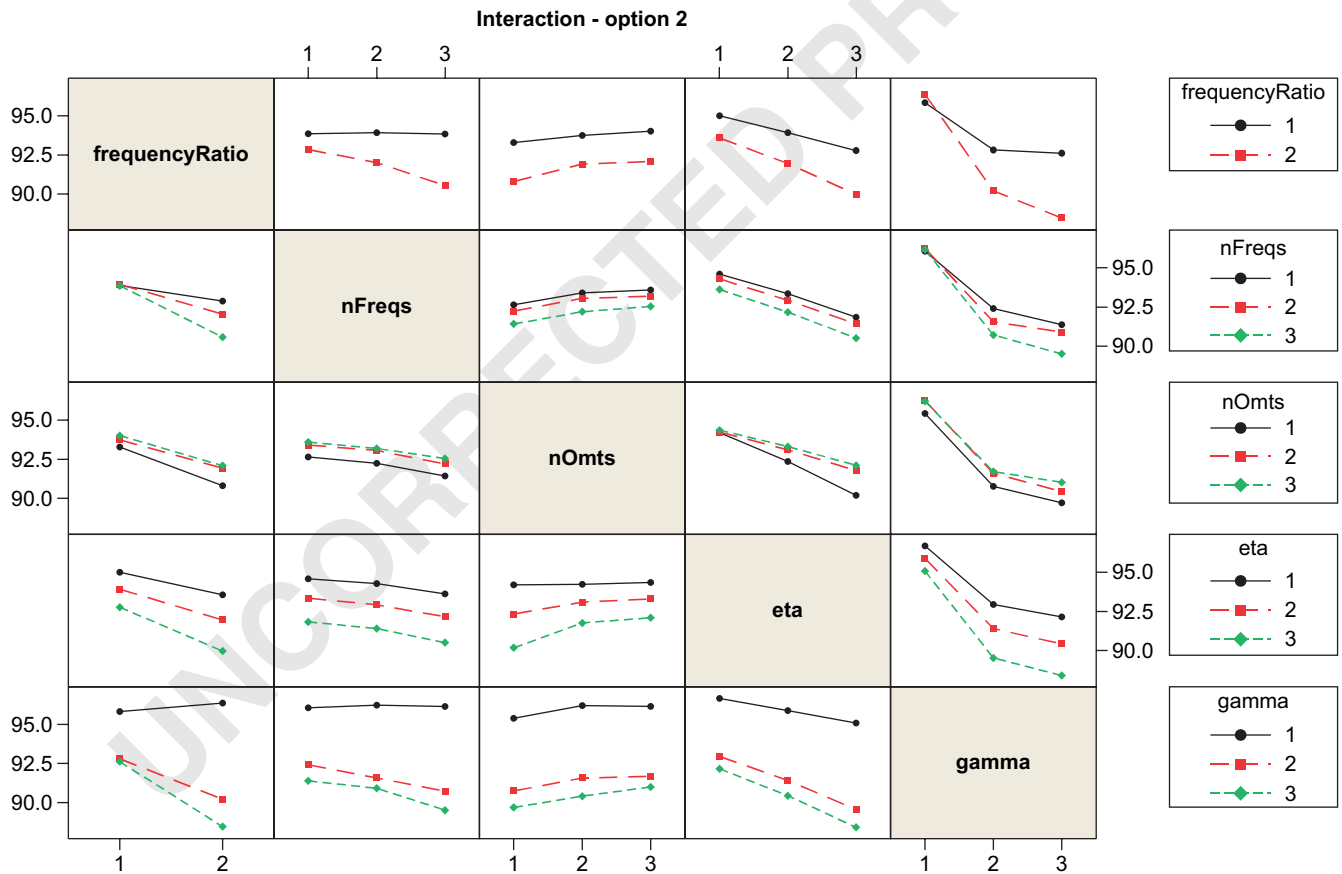 Interaction - option 2
1 2 3 1 2 3
95.0
92.5
90.0
frequencyRatio
frequencyRatio
1
2
nFreqs
95.0
92.5
90.0
nFreqs
1
2
3
95.0
92.5
90.0
nOmts
nOmts
1
2
3
eta
95.0
92.5
90.0
eta
1
2
3
95.0
92.5
90.0
gamma
gamma
1
2
3
1 2 1 2 3 1 2 3
UNCORRECTED PR